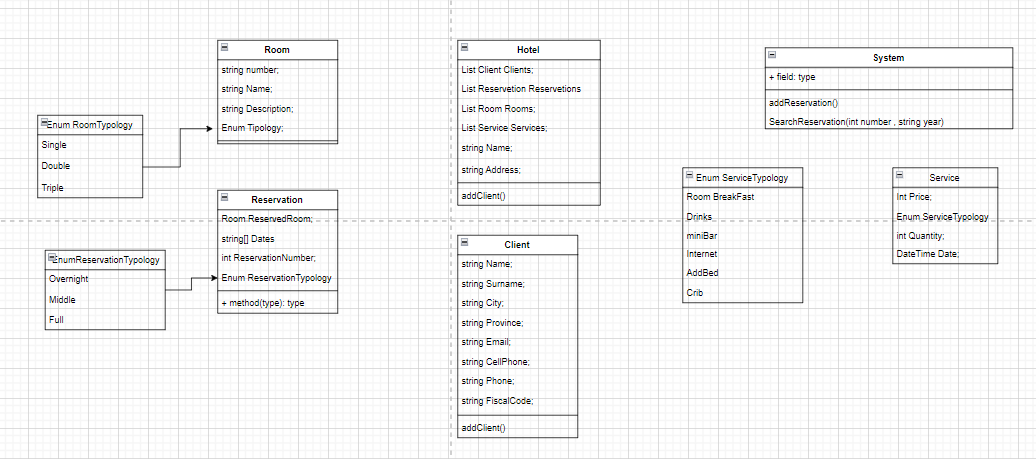 Room
string number;
string Name;
string Description;
Enum Tipology;
Enum RoomTypology
Single
Double
Triple
Reservation
Room ReservedRoom;
string[] Dates
int ReservationNumber;
Enum ReservationTypology
+ method(type): type
EnumReservationTypology
Overnight
Middle
Full
Hotel
List Client Clients;
List Reservetion Reservations
List Room Rooms;
List Service Services;
string Name;
string Address;
addClient()
Client
string Name;
string Surname;
string City;
string Province;
string Email;
string CellPhone;
string Phone;
string FiscalCode;
addClient()
System
+ field: type
addReservation()
SearchReservation(int number , string year)
Enum ServiceTypology
Room BreakFast
Drinks
miniBar
Internet
AddBed
Crib
Service
Int Price;
Enum ServiceTypology
int Quantity;
DateTime Date;